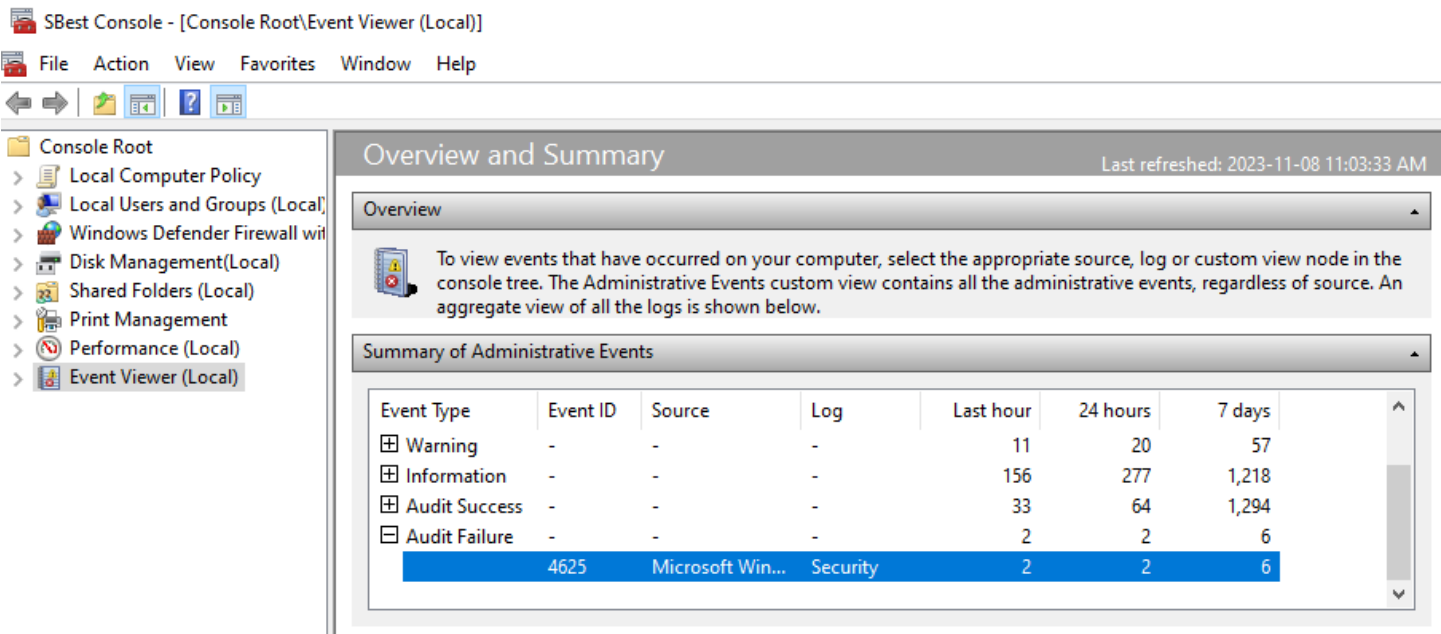 SBest Console - [Console Root\Event Viewer (Local)]
File Action View Favorites Window Help
Console Root
Local Computer Policy
Local Users and Groups (Local)
Windows Defender Firewall wit
Disk Management(Local)
Shared Folders (Local)
Print Management
Performance (Local)
Event Viewer (Local)
Overview and Summary
Last refreshed: 2023-11-08 11:03:33 AM
Overview
To view events that have occurred on your computer, select the appropriate source, log or custom view node in the
console tree. The Administrative Events custom view contains all the administrative events, regardless of source. An
aggregate view of all the logs is shown below.
Summary of Administrative Events
Event Type Event ID Source Log Last hour 24 hours 7 days
Warning - - - 11 20 57
Information - - - 156 277 1,218
Audit Success - - - 33 64 1,294
Audit Failure - - - 2 2 6
4625 Microsoft Win... Security 2 2 6